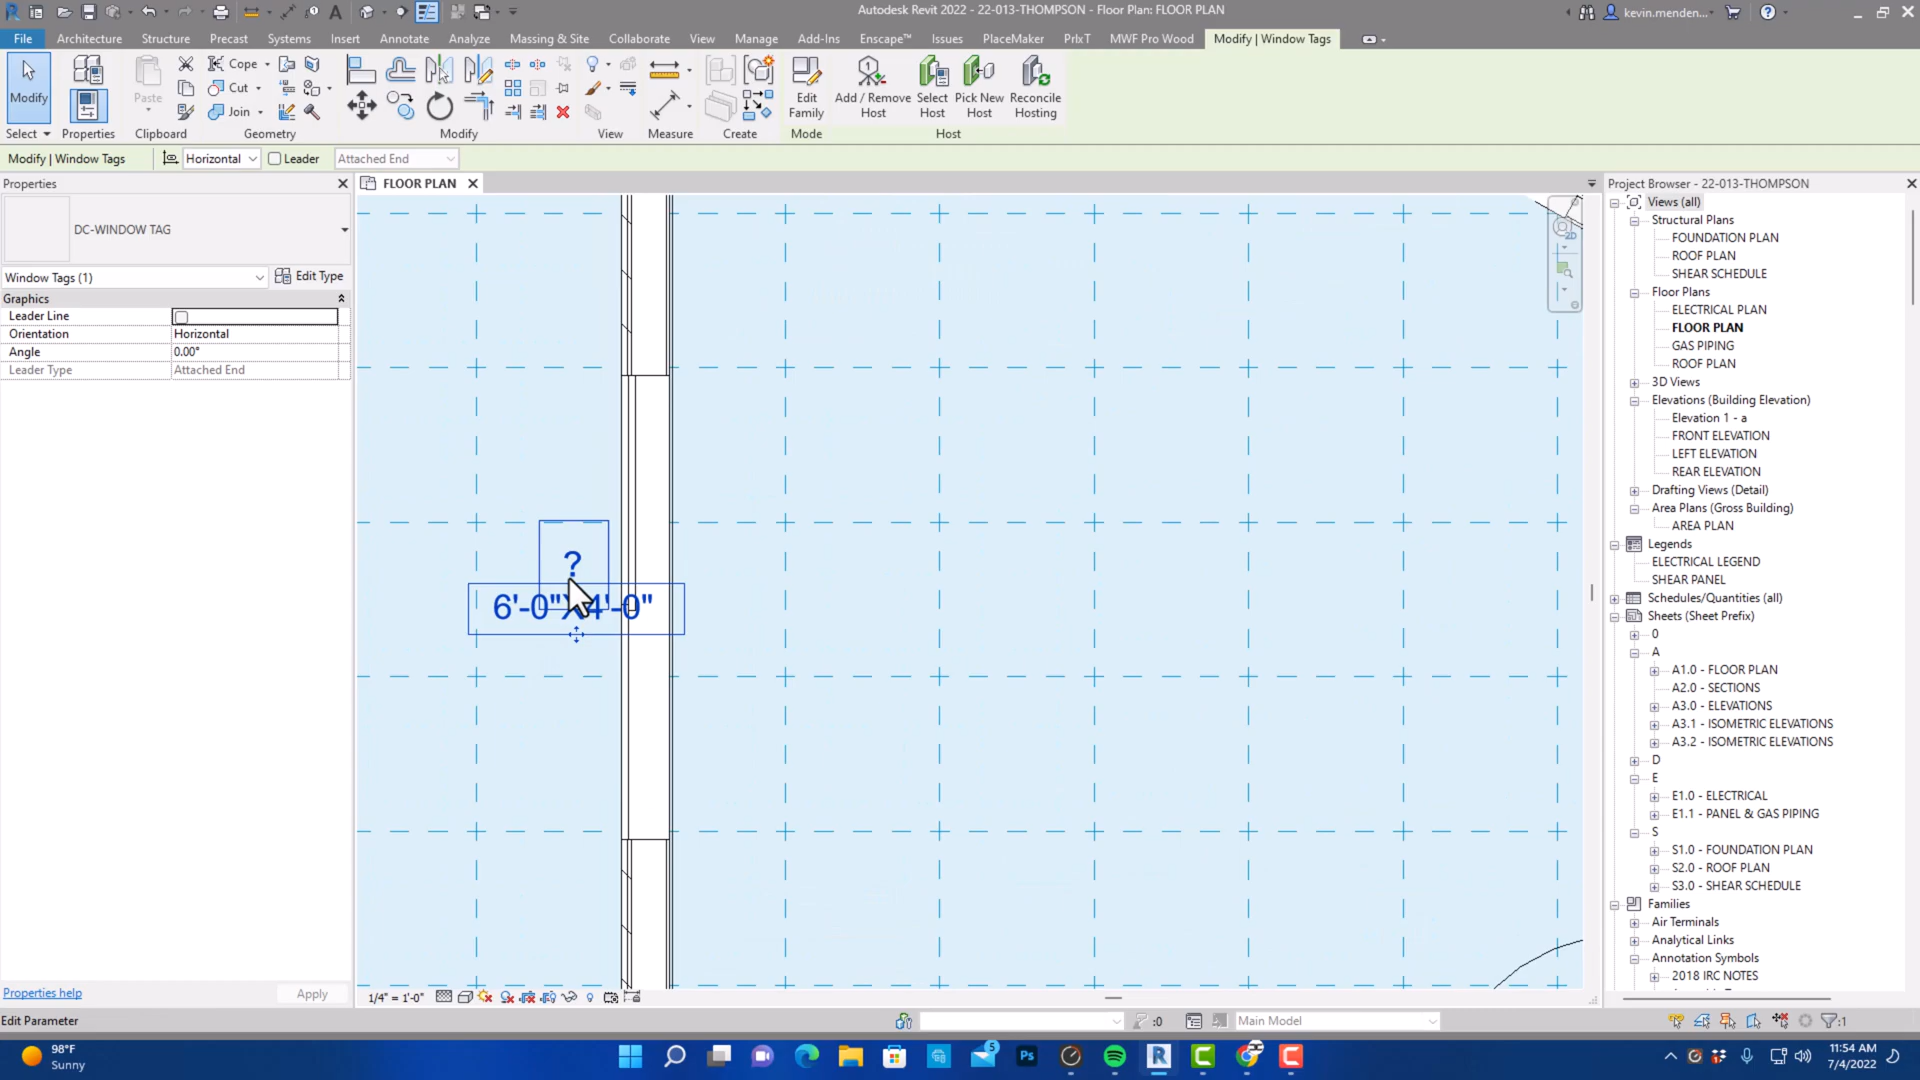 Autodesk Revit 2022 - 22-013-THOMPSON - Floor Plan: FLOOR PLAN
kevin.menden...
File Architecture Structure Precast Systems Insert Annotate Analyze Massing & Site Collaborate View Manage Add-Ins Enscape™ Issues PlaceMaker PrIxT MWF Pro Wood Modify | Window Tags
Modify
Paste
Cope
Cut
Join
Edit Family
Add / Remove Host
Select Host
Pick New Host
Reconcile Hosting
Select Properties Clipboard Geometry Modify View Measure Create Mode Host
Modify | Window Tags Horizontal Leader Attached End
Properties
DC-WINDOW TAG
Window Tags (1) Edit Type
Graphics
Leader Line
Orientation Horizontal
Angle 0.00°
Leader Type Attached End
Properties help Apply
FLOOR PLAN
2D
?
6'-0"X4'-0"
1/4" = 1'-0"
Project Browser - 22-013-THOMPSON
Views (all)
Structural Plans
FOUNDATION PLAN
ROOF PLAN
SHEAR SCHEDULE
Floor Plans
ELECTRICAL PLAN
FLOOR PLAN
GAS PIPING
ROOF PLAN
3D Views
Elevations (Building Elevation)
Elevation 1 - a
FRONT ELEVATION
LEFT ELEVATION
REAR ELEVATION
Drafting Views (Detail)
Area Plans (Gross Building)
AREA PLAN
Legends
ELECTRICAL LEGEND
SHEAR PANEL
Schedules/Quantities (all)
Sheets (Sheet Prefix)
0
A
A1.0 - FLOOR PLAN
A2.0 - SECTIONS
A3.0 - ELEVATIONS
A3.1 - ISOMETRIC ELEVATIONS
A3.2 - ISOMETRIC ELEVATIONS
D
E
E1.0 - ELECTRICAL
E1.1 - PANEL & GAS PIPING
S
S1.0 - FOUNDATION PLAN
S2.0 - ROOF PLAN
S3.0 - SHEAR SCHEDULE
Families
Air Terminals
Analytical Links
Annotation Symbols
2018 IRC NOTES
Edit Parameter
:0
Main Model
:1
98°F
Sunny
5
Ps
11:54 AM
7/4/2022